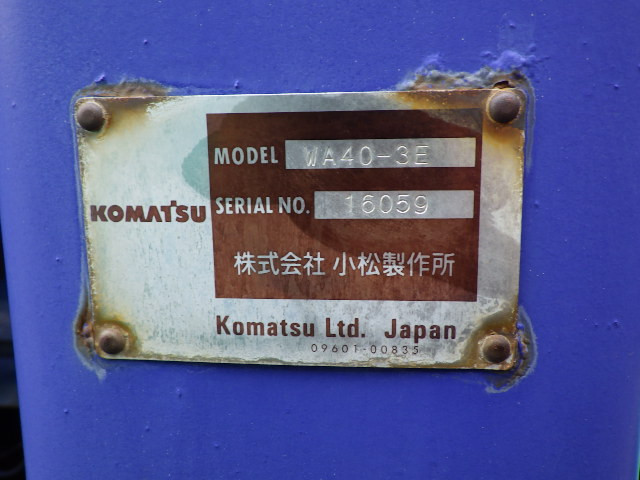 MODEL WA40-3E
KOMATSU
SERIAL NO. 16059
株式会社 小松製作所
Komatsu Ltd. Japan
09601-00835